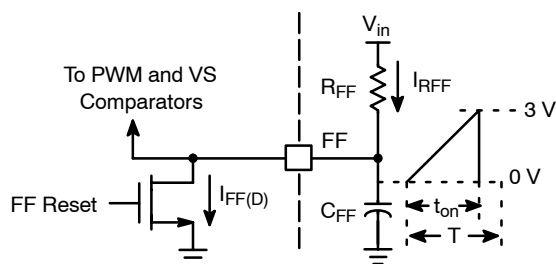 V_in
To PWM and VS
Comparators
R_FF
I_RFF
3 V
FF
0 V
FF Reset
I_FF(D)
C_FF
t_on
T